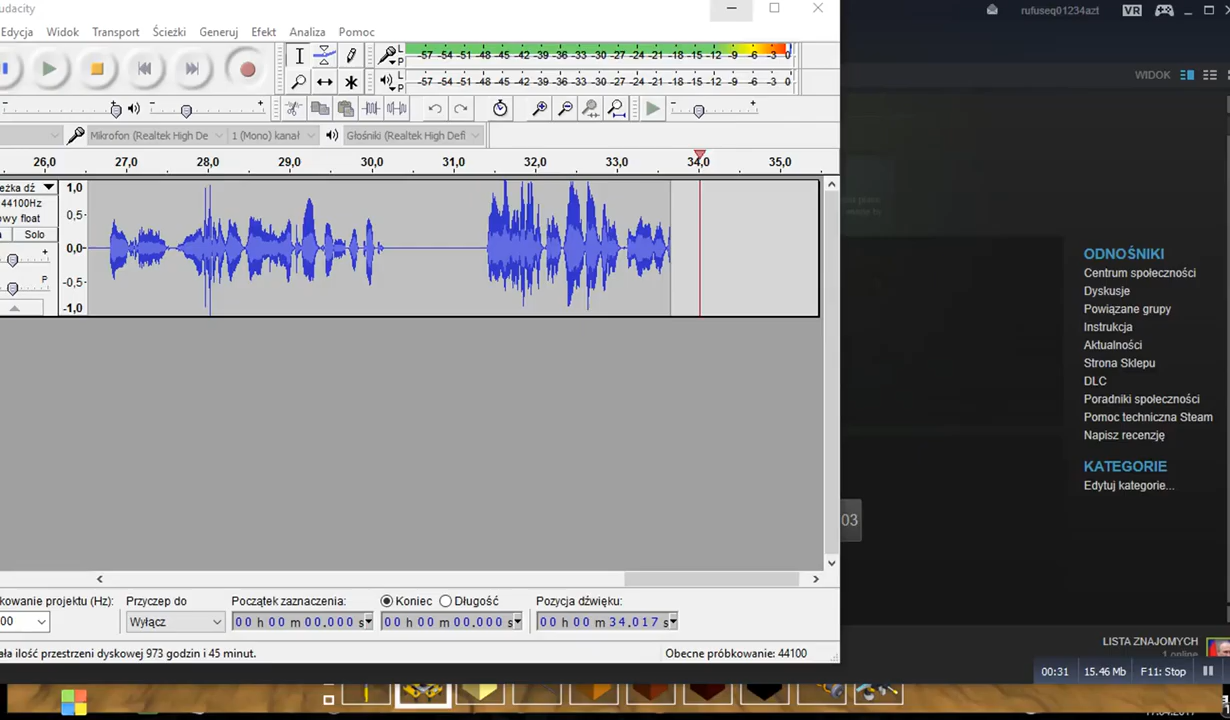 udacity
rufuseq01234azt
VR
Edycja Widok Transport Ścieżki Generuj Efekt Analiza Pomoc
L
P
-57 -54 -51 -48 -45 -42 -39 -36 -33 -30 -27 -24 -21 -18 -15 -12 -9 -6 -3 0
WIDOK
L
P
-57 -54 -51 -48 -45 -42 -39 -36 -33 -30 -27 -24 -21 -18 -15 -12 -9 -6 -3 0
- + - + - +
Mikrofon (Realtek High De 1 (Mono) kanał Głośniki (Realtek High Defi
26,0 27,0 28,0 29,0 30,0 31,0 32,0 33,0 34,0 35,0
eżka dź 1,0
44100Hz
owy float 0,5
Solo
0,0
+
P -0,5
-1,0
ODNOŚNIKI
Centrum społeczności
Dyskusje
Powiązane grupy
Instrukcja
Aktualności
Strona Sklepu
DLC
Poradniki społeczności
Pomoc techniczna Steam
Napisz recenzję
KATEGORIE
Edytuj kategorie...
03
kowanie projektu (Hz): Przyczep do Początek zaznaczenia: Koniec Długość Pozycja dźwięku:
00 Wyłącz 00 h 00 m 00.000 s 00 h 00 m 00.000 s 00 h 00 m 34.017 s
LISTA ZNAJOMYCH
1 online
ała ilość przestrzeni dyskowej 973 godzin i 45 minut. Obecne próbkowanie: 44100
00:31 15.46 Mb F11: Stop